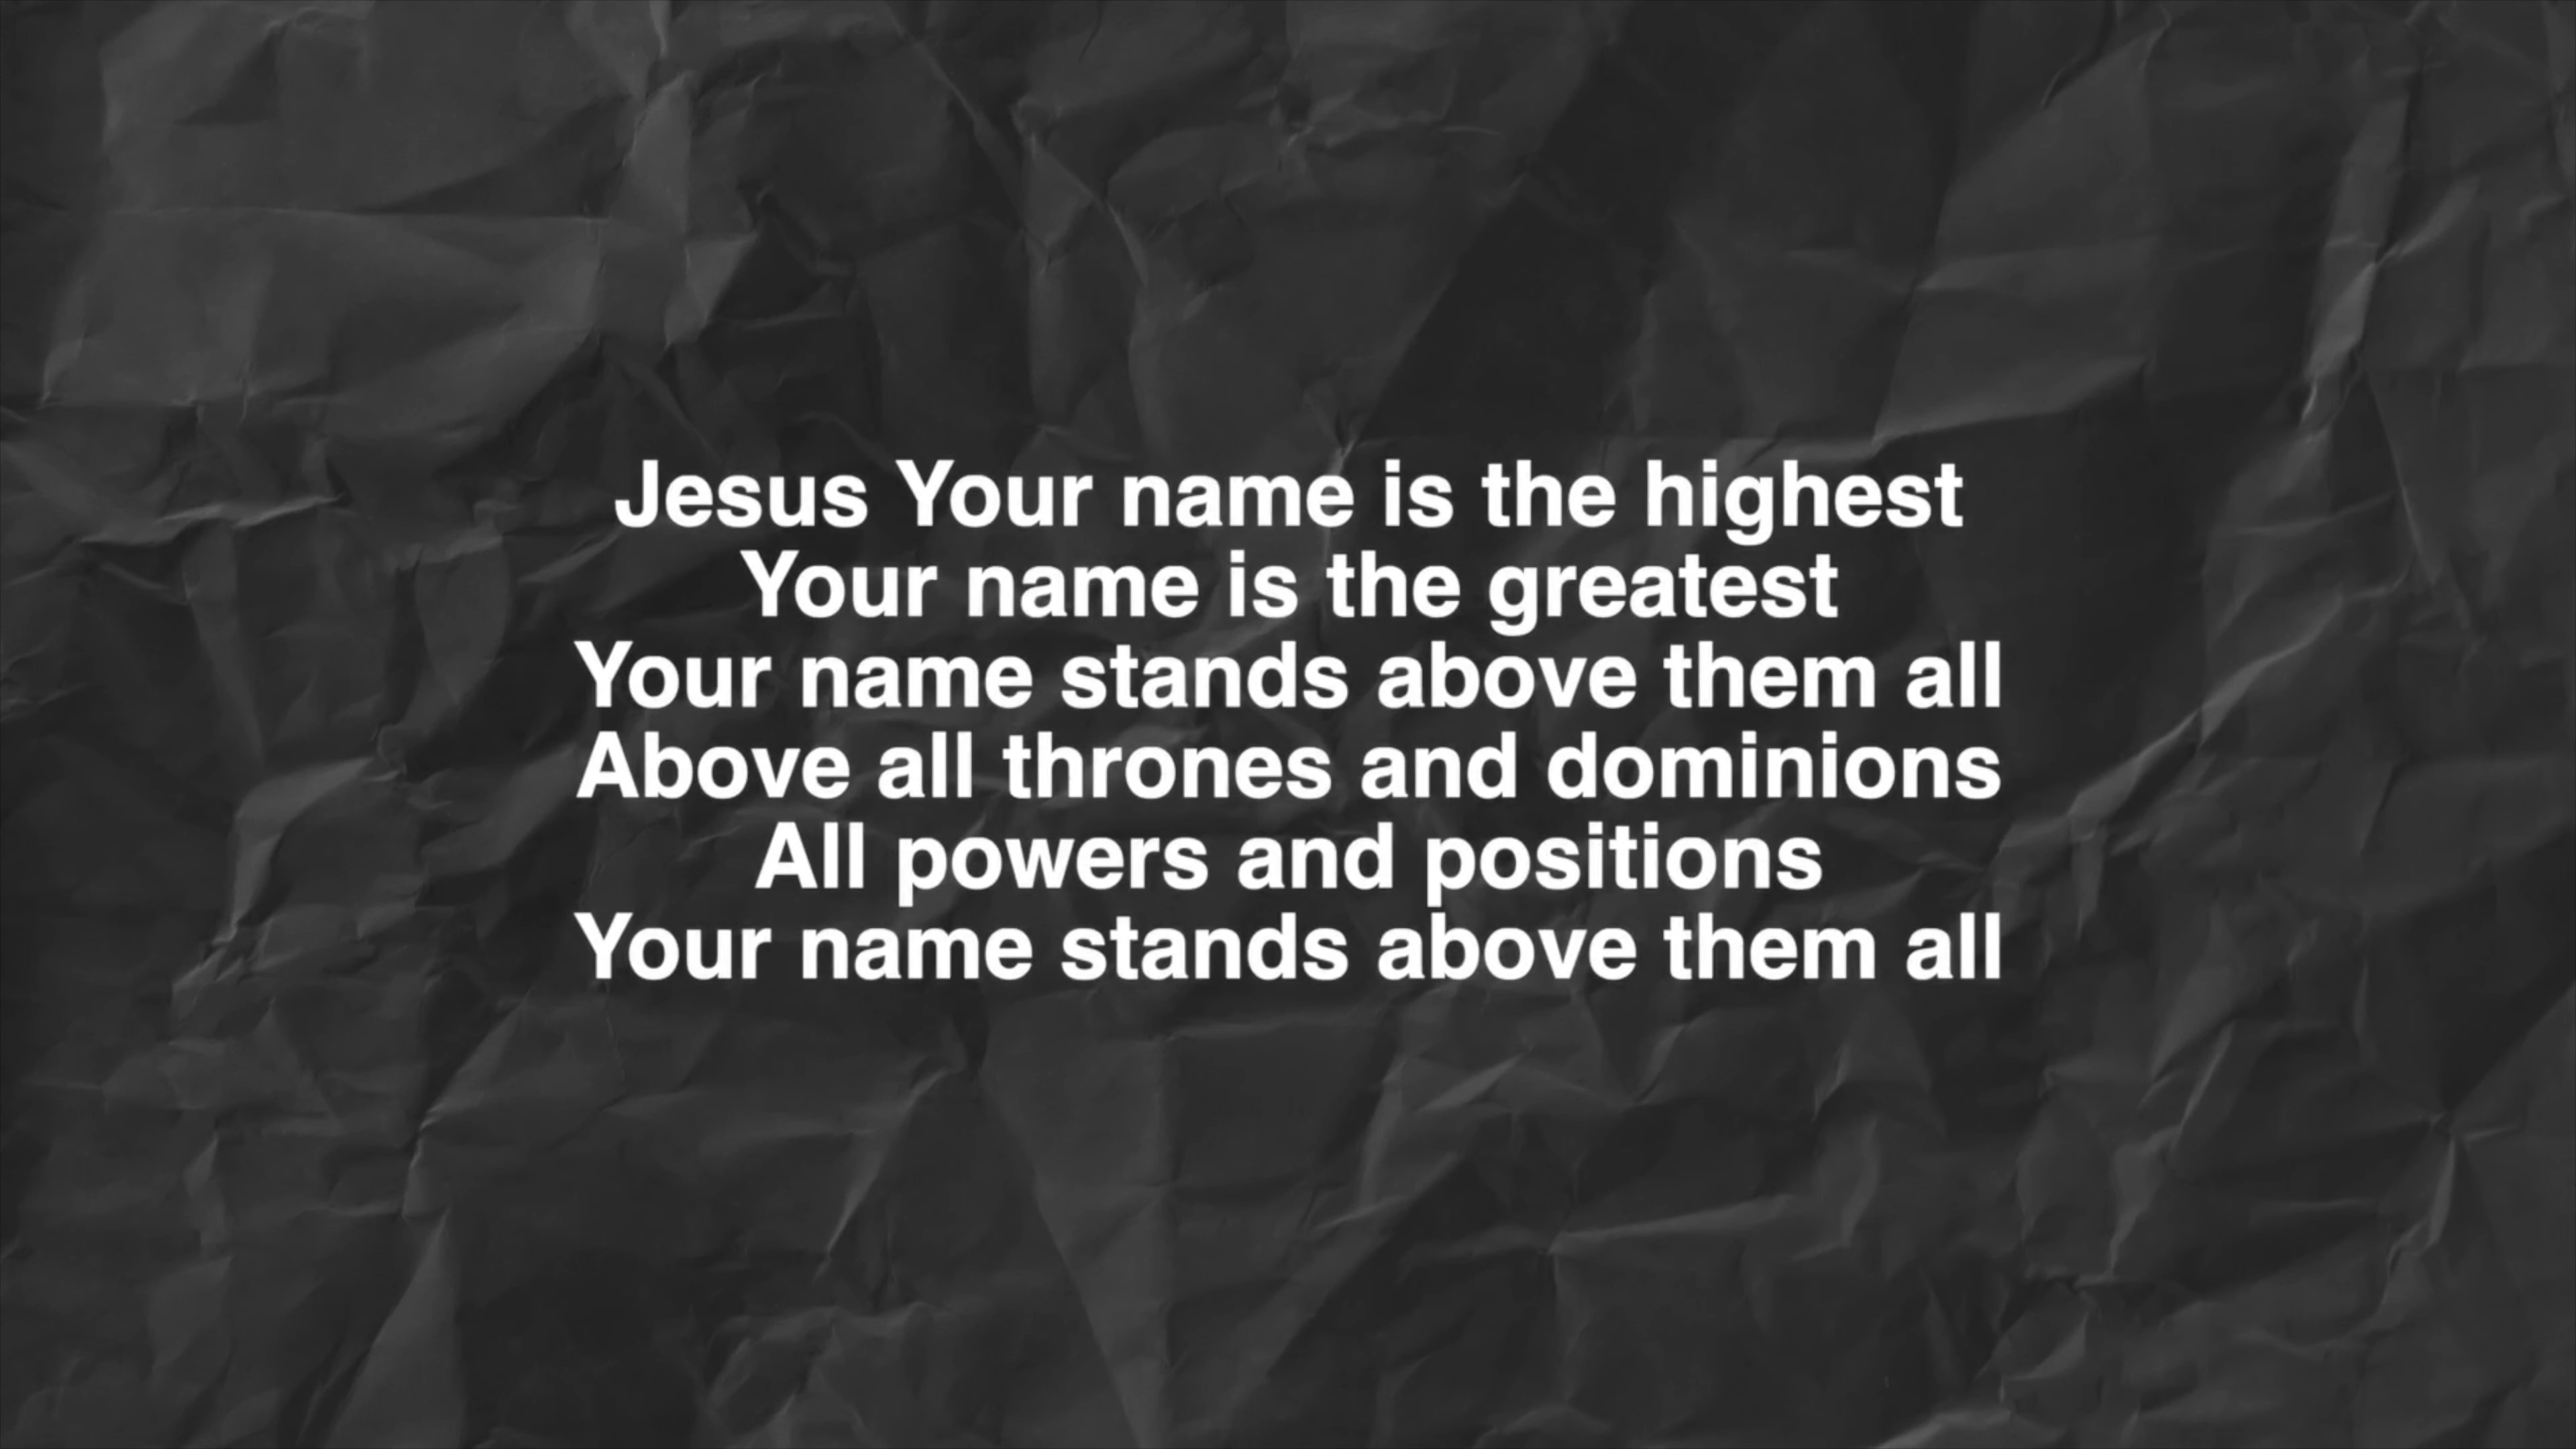 Jesus Your name is the highest
Your name is the greatest
Your name stands above them all
Above all thrones and dominions
All powers and positions
Your name stands above them all